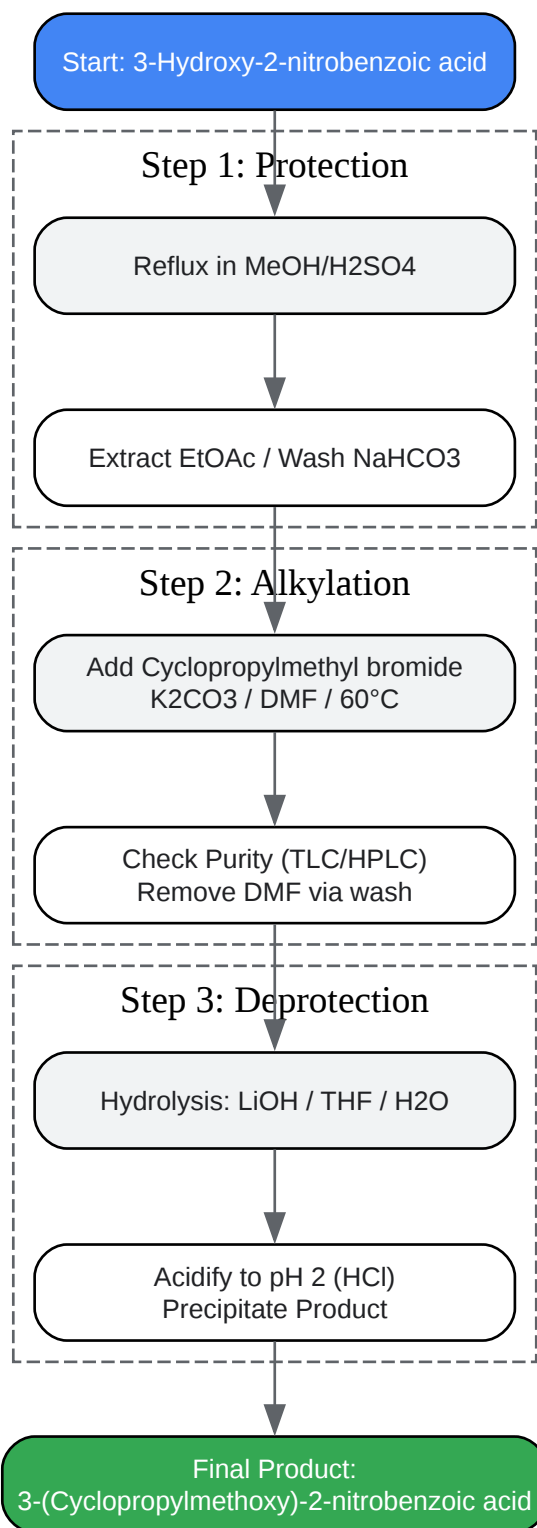 Start: 3-Hydroxy-2-nitrobenzoic acid
Step 1: Protection
Reflux in MeOH/H2SO4
Extract EtOAc / Wash NaHCO3
Step 2: Alkylation
Add Cyclopropylmethyl bromide
K2CO3 / DMF / 60°C
Check Purity (TLC/HPLC)
Remove DMF via wash
Step 3: Deprotection
Hydrolysis: LiOH / THF / H2O
Acidify to pH 2 (HCl)
Precipitate Product
Final Product:
3-(Cyclopropylmethoxy)-2-nitrobenzoic acid